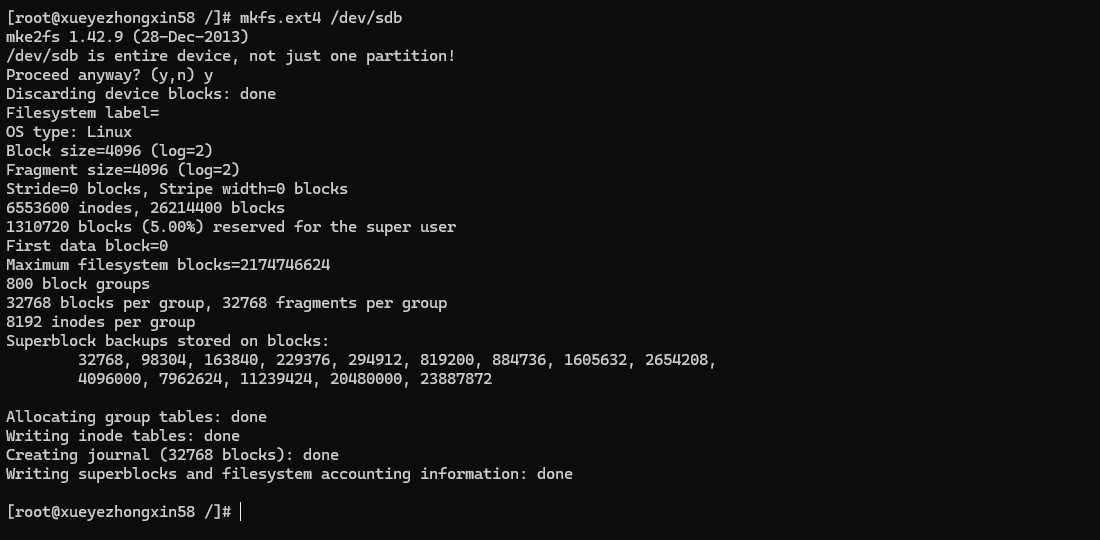 [root@xueyezhongxin58 /]# mkfs.ext4 /dev/sdb
mke2fs 1.42.9 (28-Dec-2013)
/dev/sdb is entire device, not just one partition!
Proceed anyway? (y,n) y
Discarding device blocks: done
Filesystem label=
OS type: Linux
Block size=4096 (log=2)
Fragment size=4096 (log=2)
Stride=0 blocks, Stripe width=0 blocks
6553600 inodes, 26214400 blocks
1310720 blocks (5.00%) reserved for the super user
First data block=0
Maximum filesystem blocks=2174746624
800 block groups
32768 blocks per group, 32768 fragments per group
8192 inodes per group
Superblock backups stored on blocks:
        32768, 98304, 163840, 229376, 294912, 819200, 884736, 1605632, 2654208,
        4096000, 7962624, 11239424, 20480000, 23887872

Allocating group tables: done
Writing inode tables: done
Creating journal (32768 blocks): done
Writing superblocks and filesystem accounting information: done

[root@xueyezhongxin58 /]#